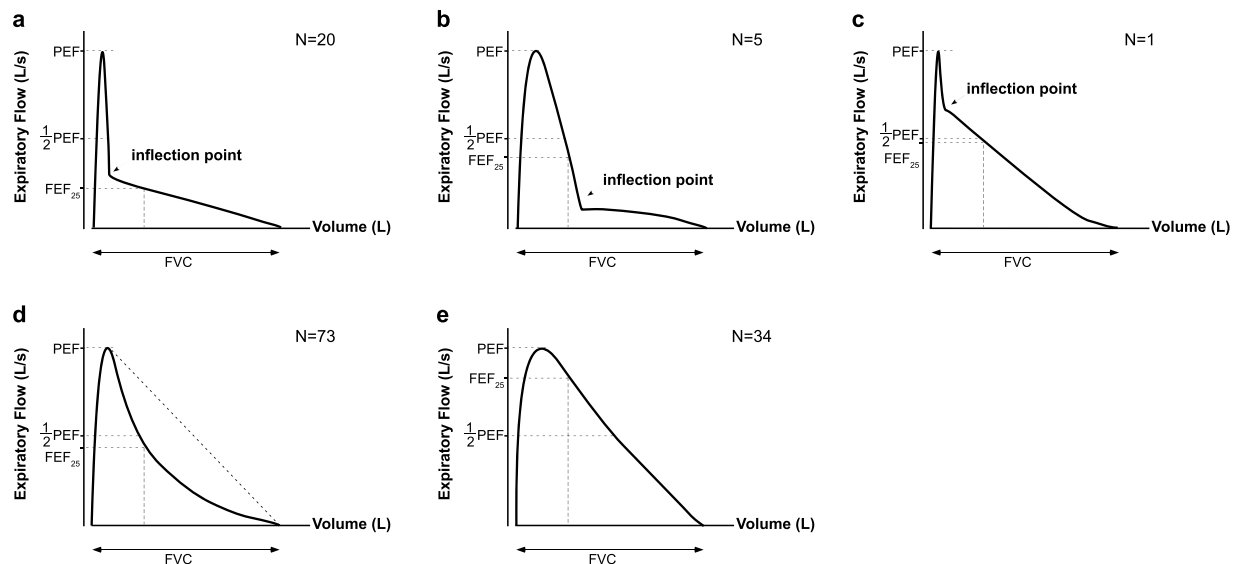 a
N=20
Expiratory Flow (L/s)
PEF
1/2 PEF
FEF25
inflection point
Volume (L)
FVC
b
N=5
Expiratory Flow (L/s)
PEF
1/2 PEF
FEF25
inflection point
Volume (L)
FVC
c
N=1
Expiratory Flow (L/s)
PEF
inflection point
1/2 PEF
FEF25
Volume (L)
FVC
d
N=73
Expiratory Flow (L/s)
PEF
1/2 PEF
FEF25
Volume (L)
FVC
e
N=34
Expiratory Flow (L/s)
PEF
FEF25
1/2 PEF
Volume (L)
FVC